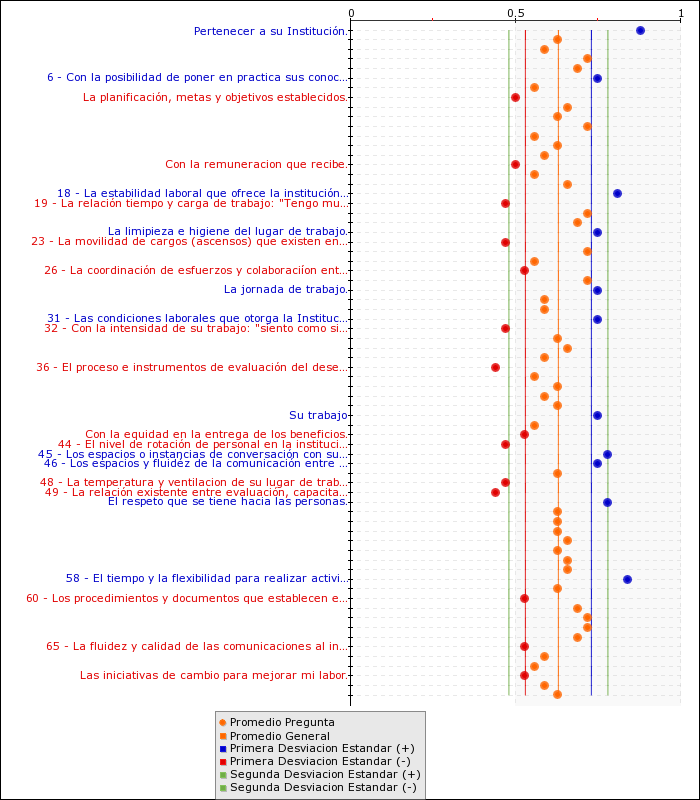 0 0.5 1
Pertenecer a su Institución.
6 - Con la posibilidad de poner en practica sus conoc...
La planificación, metas y objetivos establecidos.
Con la remuneracion que recibe.
18 - La estabilidad laboral que ofrece la institución...
19 - La relación tiempo y carga de trabajo: "Tengo mu...
La limipieza e higiene del lugar de trabajo.
23 - La movilidad de cargos (ascensos) que existen en...
26 - La coordinación de esfuerzos y colaboraciíon ent...
La jornada de trabajo.
31 - Las condiciones laborales que otorga la Instituc...
32 - Con la intensidad de su trabajo: "siento como si...
36 - El proceso e instrumentos de evaluación del dese...
Su trabajo
Con la equidad en la entrega de los beneficios.
44 - El nivel de rotación de personal en la instituci...
45 - Los espacios o instancias de conversación con su...
46 - Los espacios y fluidez de la comunicación entre ...
48 - La temperatura y ventilacion de su lugar de trab...
49 - La relación existente entre evaluación, capacita...
El respeto que se tiene hacia las personas.
58 - El tiempo y la flexibilidad para realizar activi...
60 - Los procedimientos y documentos que establecen e...
65 - La fluidez y calidad de las comunicaciones al in...
Las iniciativas de cambio para mejorar mi labor.
Promedio Pregunta
Promedio General
Primera Desviacion Estandar (+)
Primera Desviacion Estandar (-)
Segunda Desviacion Estandar (+)
Segunda Desviacion Estandar (-)